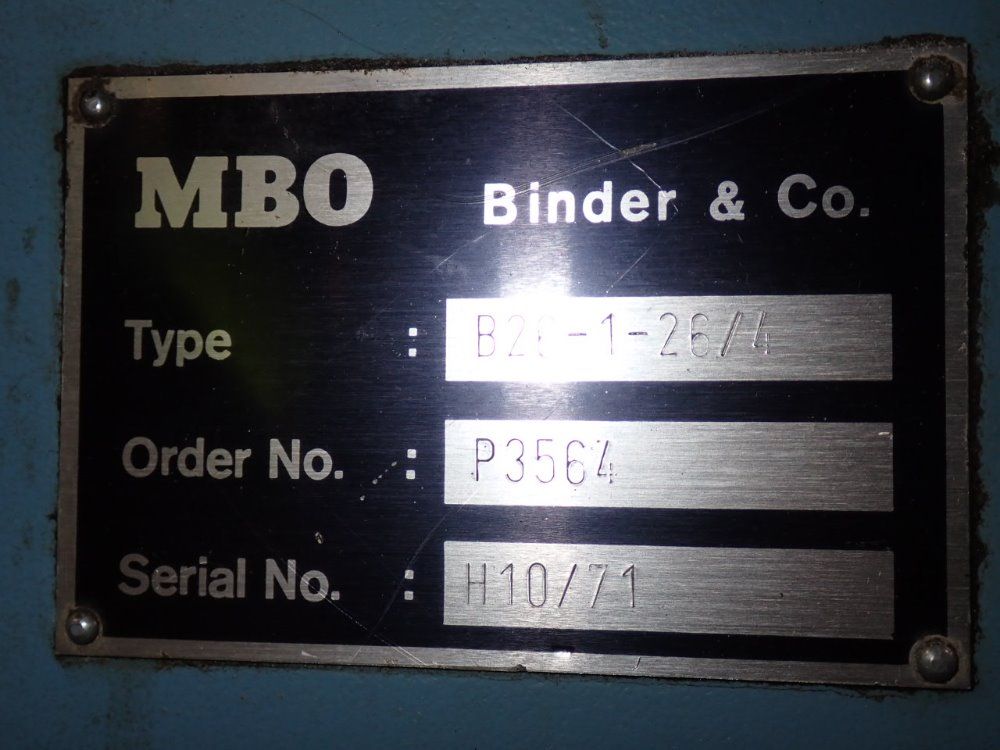 MBO Binder & Co.
Type : B26-1-26/4
Order No. : P3564
Serial No. : H10/71